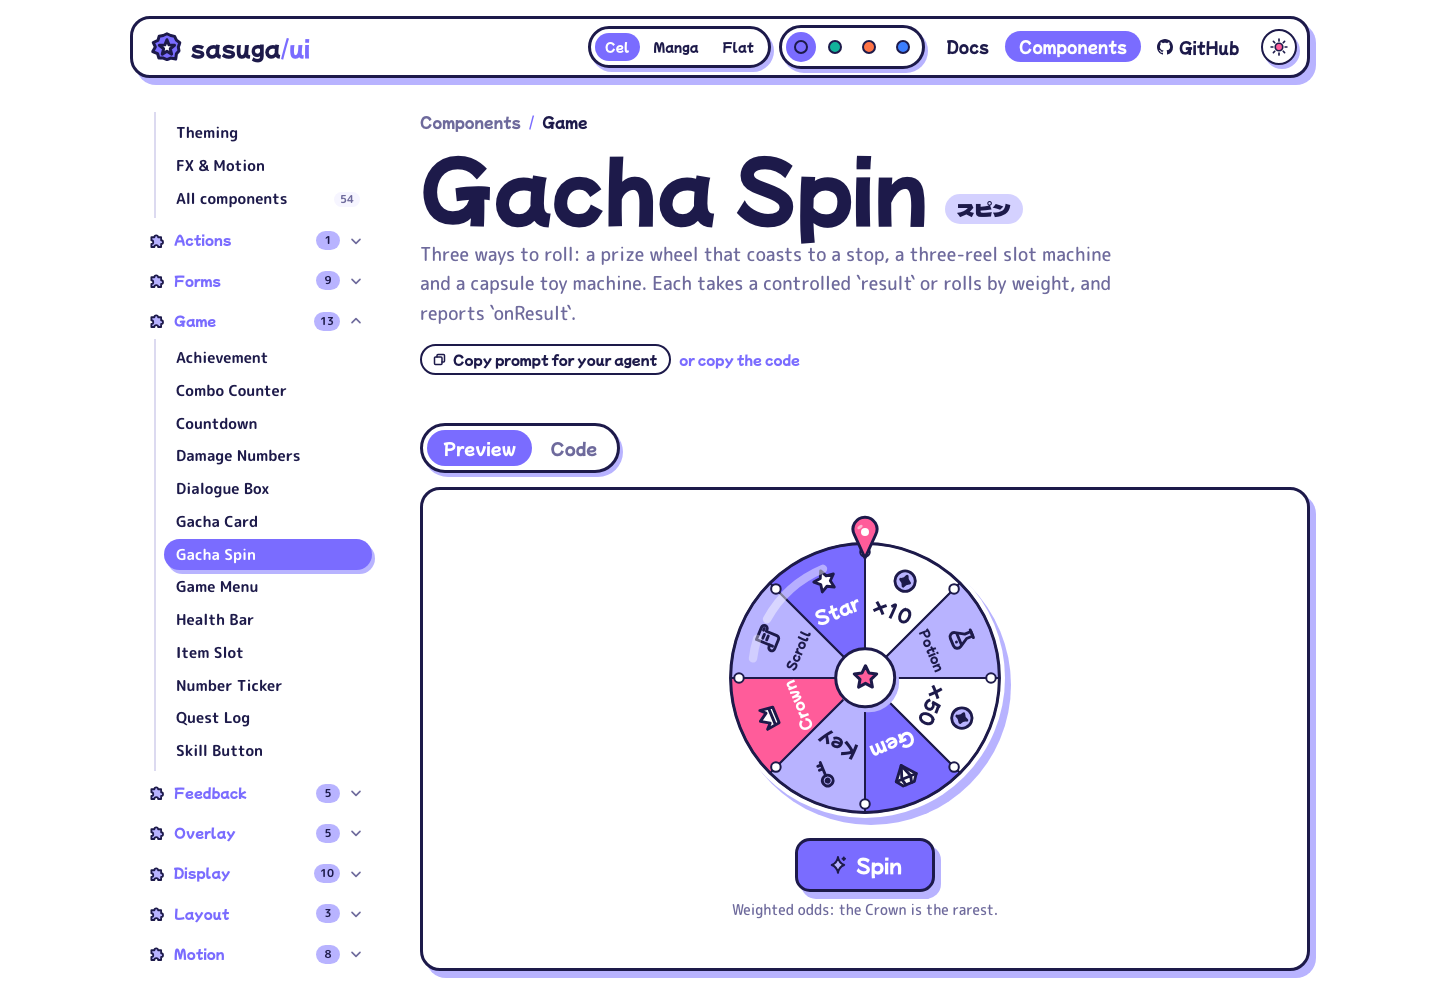 sasuga/ui
Cel
Manga
Flat
Docs
Components
GitHub
Theming
FX & Motion
All components
54
Actions
1
Forms
9
Game
13
Achievement
Combo Counter
Countdown
Damage Numbers
Dialogue Box
Gacha Card
Gacha Spin
Game Menu
Health Bar
Item Slot
Number Ticker
Quest Log
Skill Button
Feedback
5
Overlay
5
Display
10
Layout
3
Motion
8
Components / Game
Gacha Spin
スピン
Three ways to roll: a prize wheel that coasts to a stop, a three-reel slot machine
and a capsule toy machine. Each takes a controlled `result` or rolls by weight, and
reports `onResult`.
Copy prompt for your agent
or copy the code
Preview
Code
×10
Potion
×50
Gem
Key
Crown
Scroll
Star
Spin
Weighted odds: the Crown is the rarest.